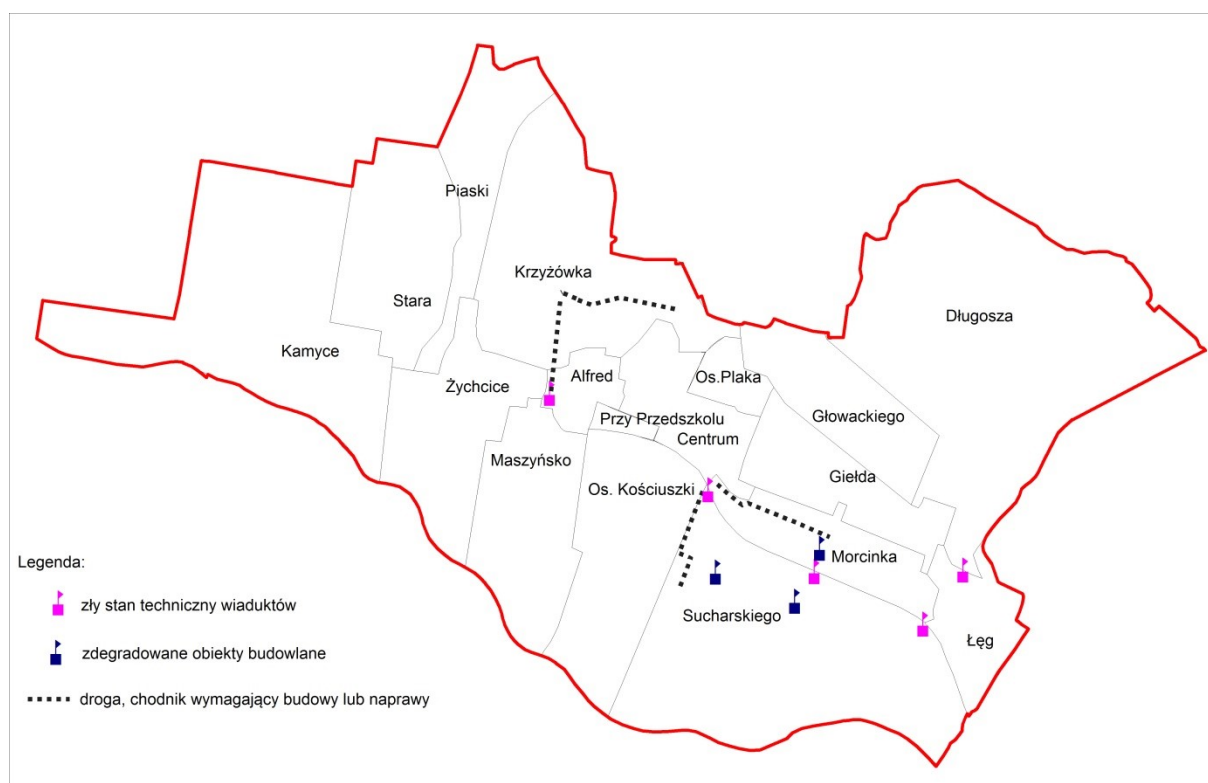 Piaski
Krzyżówka
Stara
Długosza
Kamyce
Żychcice
Alfred
Os.Plaka
Przy Przedszkolu
Głowackiego
Centrum
Maszyńsko
Giełda
Os. Kościuszki
Morcinka
Sucharskiego
Łęg
Legenda:
zły stan techniczny wiaduktów
zdegradowane obiekty budowlane
droga, chodnik wymagający budowy lub naprawy